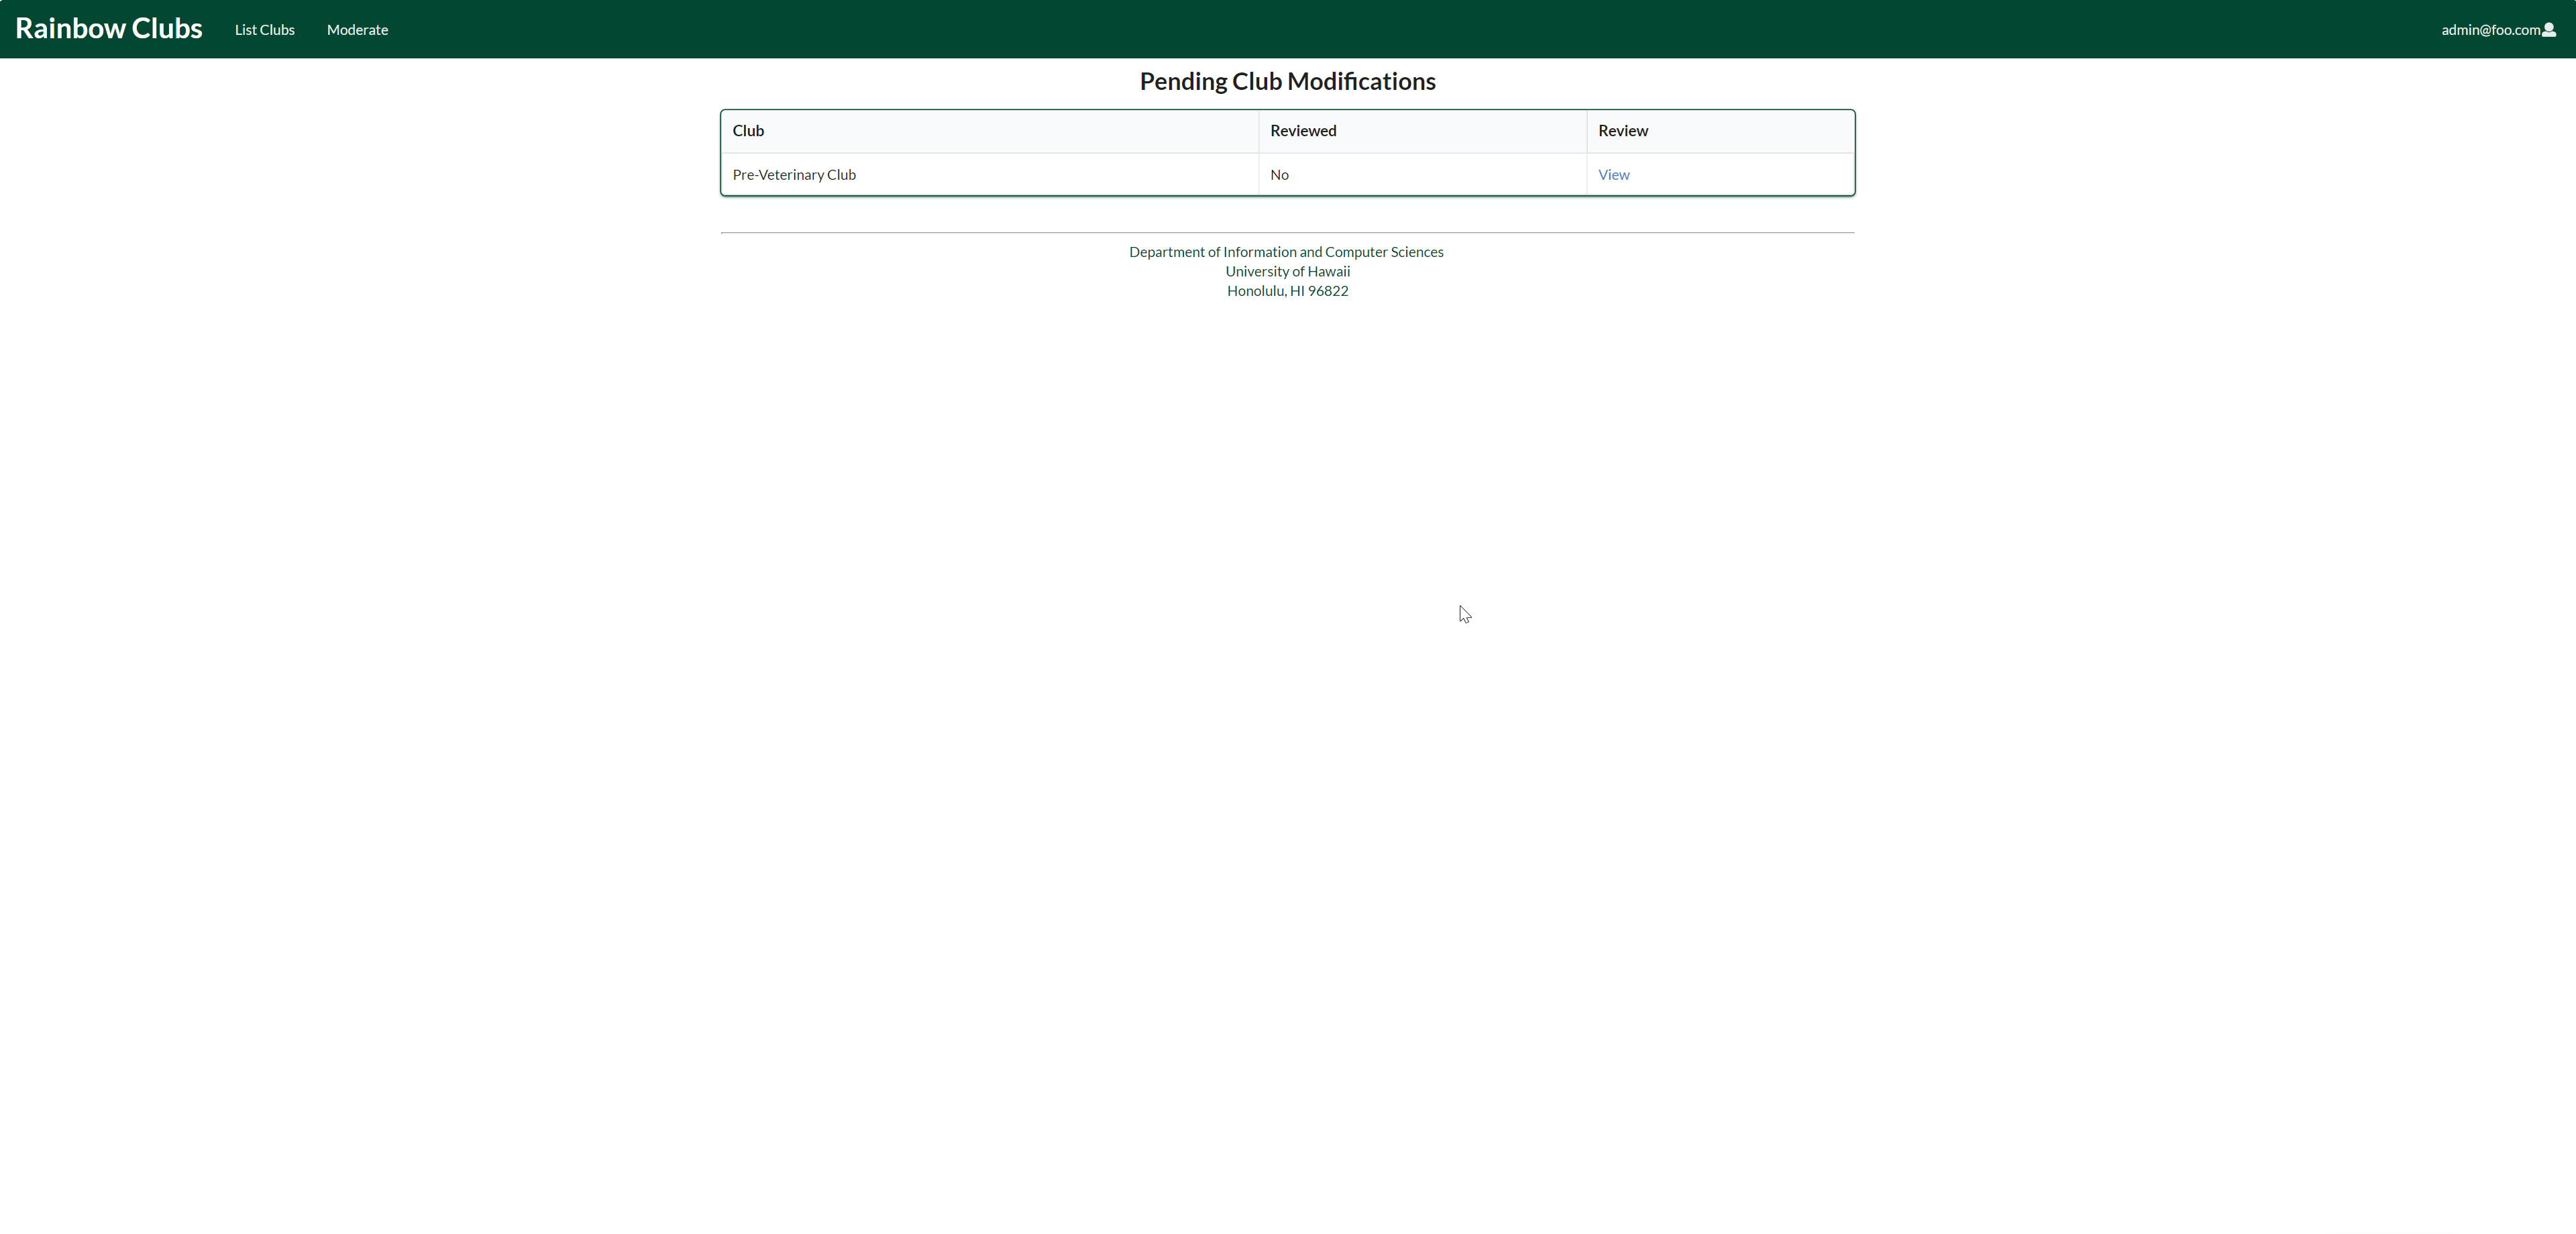 Rainbow Clubs List Clubs Moderate admin@foo.com
Pending Club Modifications
Club Reviewed Review
Pre-Veterinary Club No View
Department of Information and Computer Sciences
University of Hawaii
Honolulu, HI 96822